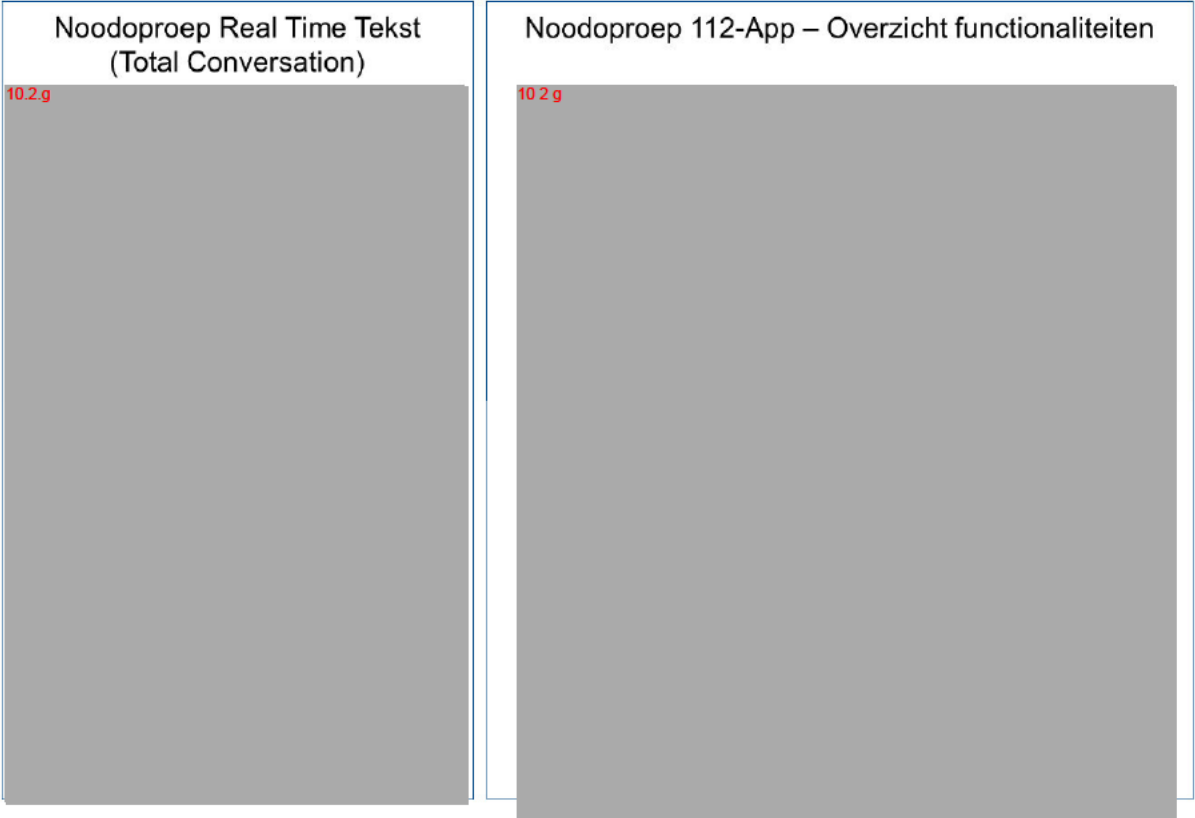 Noodoproep Real Time Tekst
(Total Conversation)
10.2.g
Noodoproep 112-App – Overzicht functionaliteiten
10 2 g